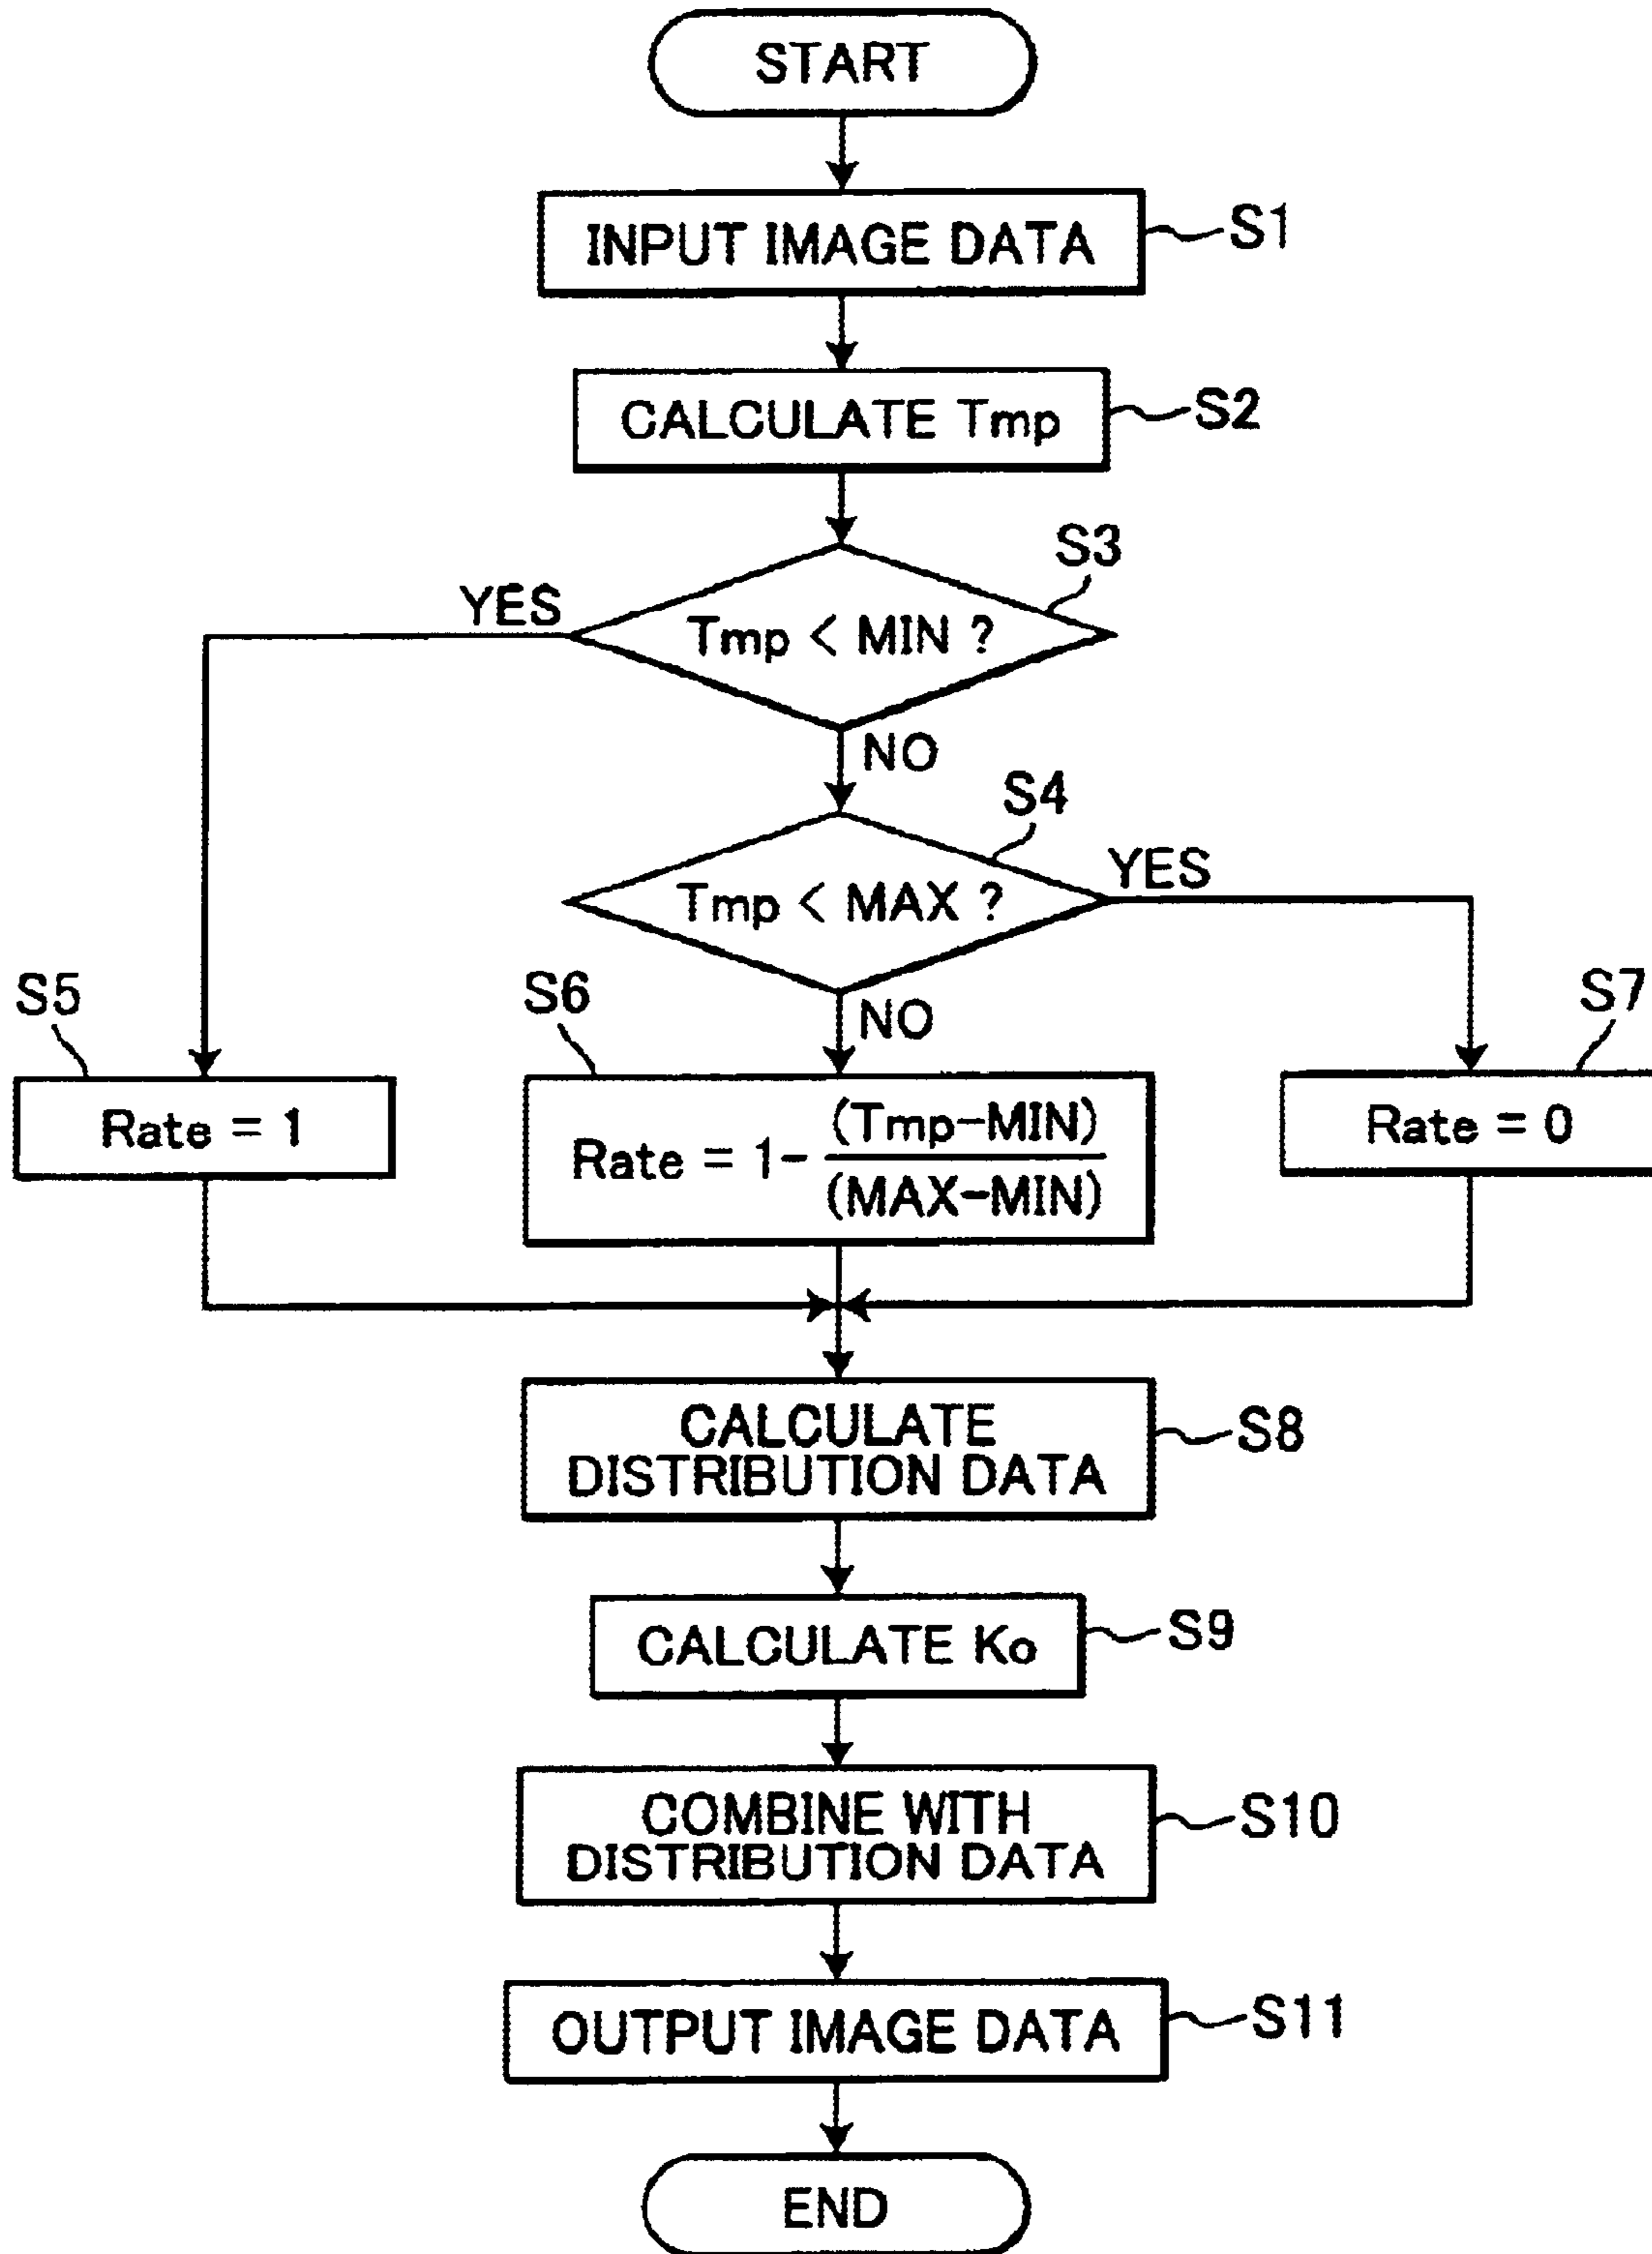 START
INPUT IMAGE DATA
S1
CALCULATE Tmp
S2
S3
YES
Tmp < MIN ?
NO
S4
YES
Tmp < MAX ?
NO
S5
Rate = 1
S6
Rate = 1- (Tmp-MIN)
(MAX-MIN)
S7
Rate = 0
CALCULATE
DISTRIBUTION DATA
S8
CALCULATE Ko
S9
COMBINE WITH
DISTRIBUTION DATA
S10
OUTPUT IMAGE DATA
S11
END